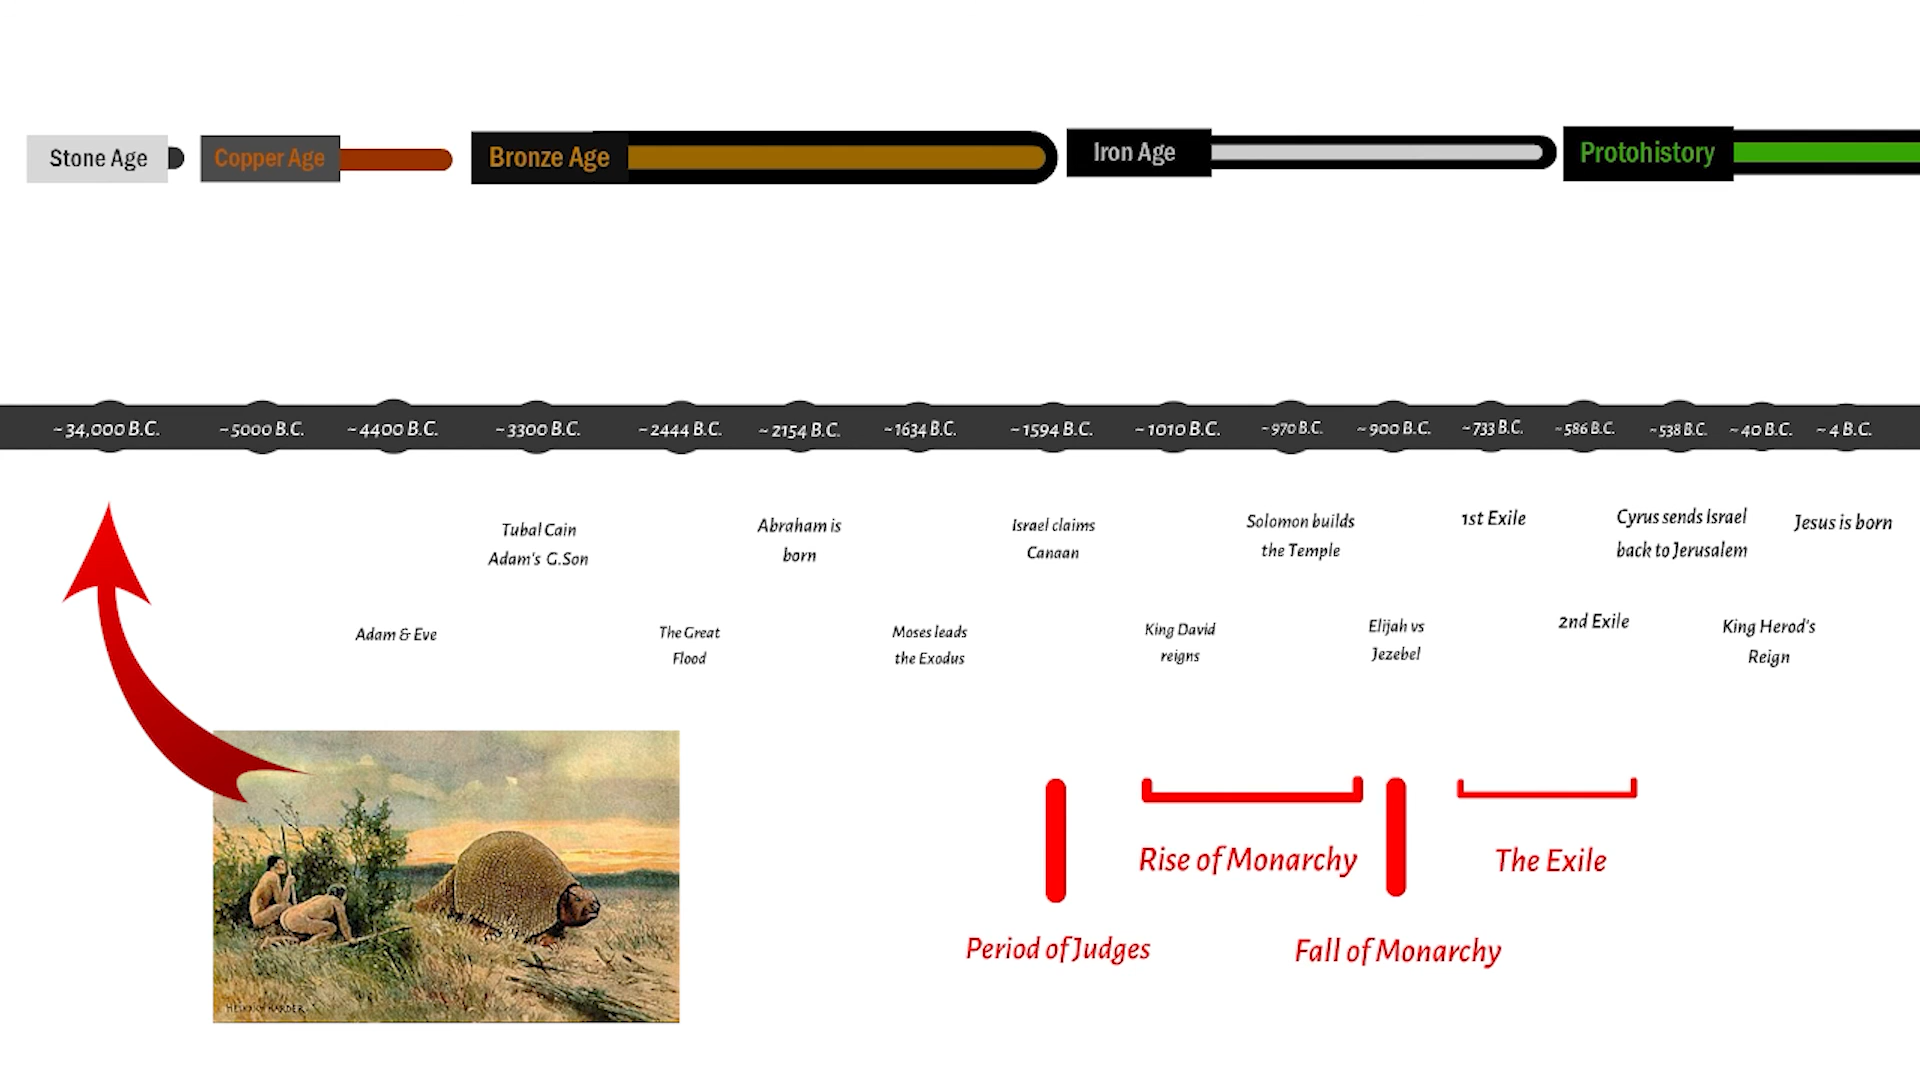 Stone Age
Copper Age
Bronze Age
Iron Age
Protohistory
~ 34,000 B.C.
~ 5000 B.C.
~ 4400 B.C.
~ 3300 B.C.
~ 2444 B.C.
~ 2154 B.C.
~ 1634 B.C.
~ 1594 B.C.
~ 1010 B.C.
~ 970 B.C.
~ 900 B.C.
~ 733 B.C.
~ 586 B.C.
~ 538 B.C.
~ 40 B.C.
~ 4 B.C.
Tubal Cain
Adam's G.Son
Abraham is
born
Israel claims
Canaan
Solomon builds
the Temple
1st Exile
Cyrus sends Israel
back to Jerusalem
Jesus is born
Adam & Eve
The Great
Flood
Moses leads
the Exodus
King David
reigns
Elijah vs
Jezebel
2nd Exile
King Herod's
Reign
Rise of Monarchy
The Exile
Period of Judges
Fall of Monarchy
HEINRICH HARDER